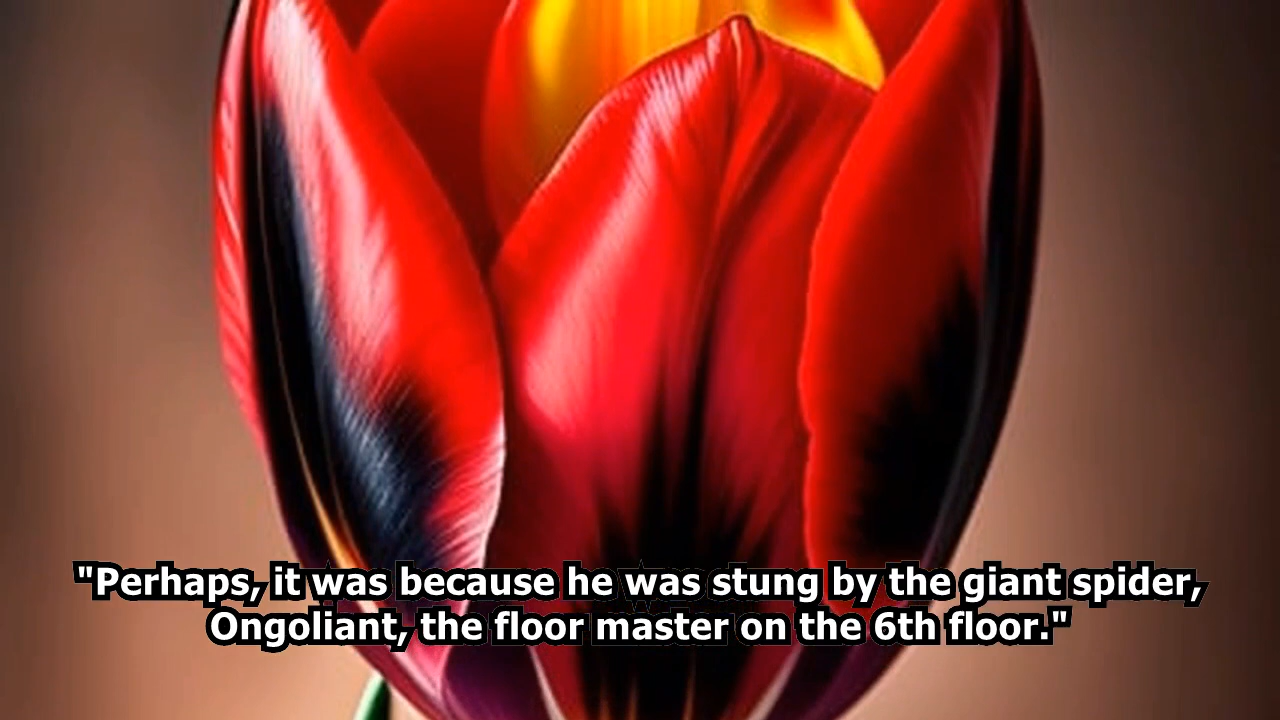 "Perhaps, it was because he was stung by the giant spider,
Ongoliant, the floor master on the 6th floor."